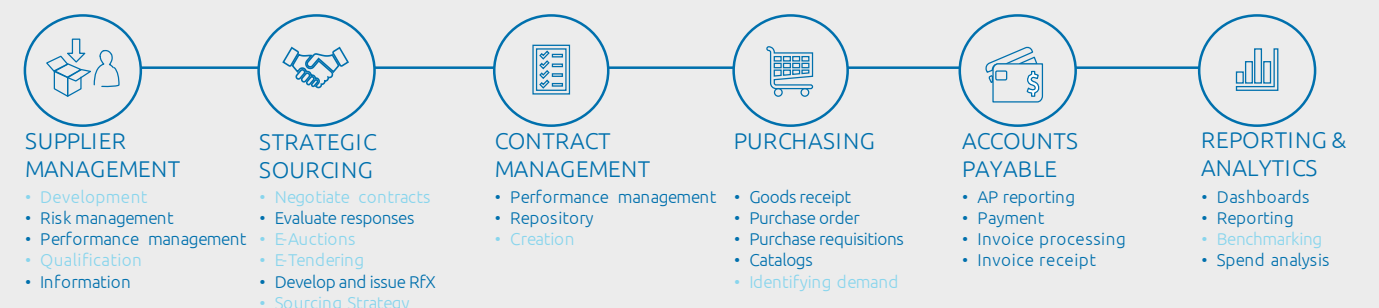 SUPPLIER
MANAGEMENT
• Development
• Risk management
• Performance management
• Qualification
• Information
STRATEGIC
SOURCING
• Negotiate contracts
• Evaluate responses
• E-Auctions
• E-Tendering
• Develop and issue RfX
• Sourcing Strategy
CONTRACT
MANAGEMENT
• Performance management
• Repository
• Creation
PURCHASING
• Goods receipt
• Purchase order
• Purchase requisitions
• Catalogs
• Identifying demand
$
ACCOUNTS
PAYABLE
• AP reporting
• Payment
• Invoice processing
• Invoice receipt
REPORTING &
ANALYTICS
• Dashboards
• Reporting
• Benchmarking
• Spend analysis